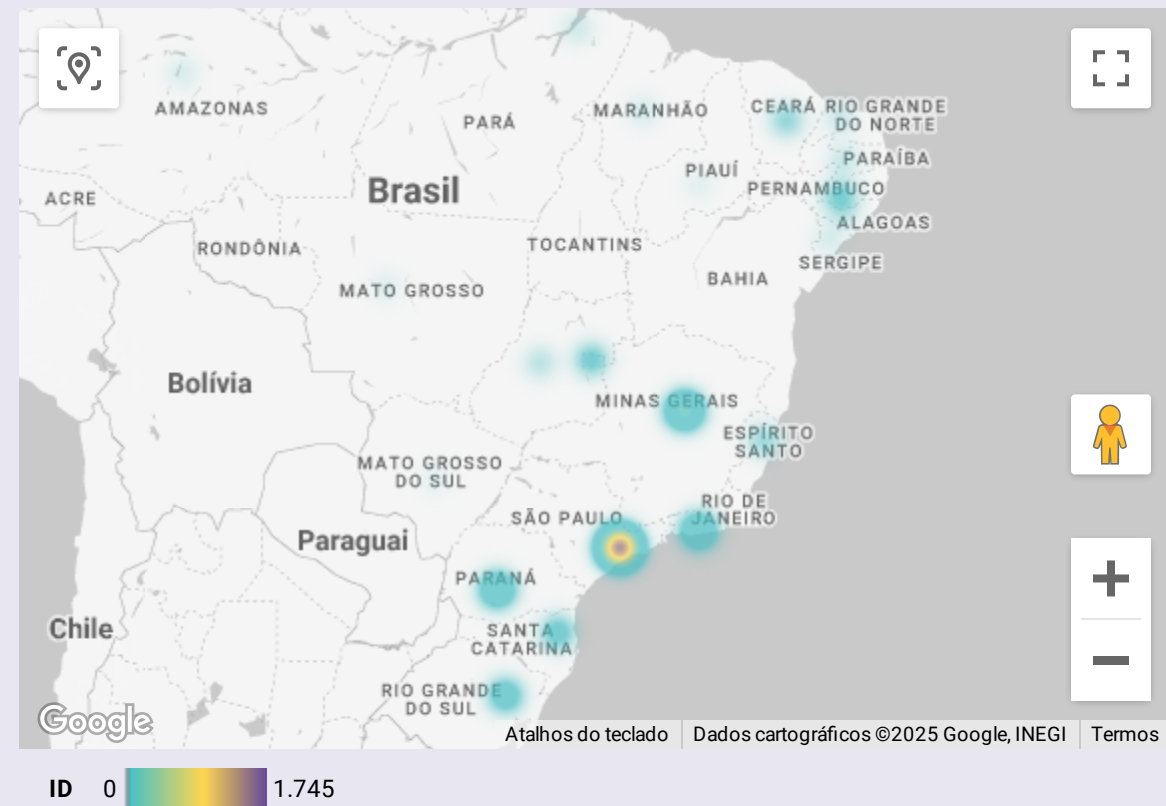 AMAZONAS
PARÁ
MARANHÃO
CEARÁ
RIO GRANDE
DO NORTE
PARAÍBA
PIAUÍ
PERNAMBUCO
Brasil
ACRE
ALAGOAS
RONDÔNIA
TOCANTINS
SERGIPE
BAHIA
MATO GROSSO
Bolívia
MINAS GERAIS
ESPÍRITO
SANTO
MATO GROSSO
DO SUL
RIO DE
JANEIRO
SÃO PAULO
Paraguai
PARANÁ
Chile
SANTA
CATARINA
RIO GRANDE
DO SUL
Google
Atalhos do teclado
Dados cartográficos ©2025 Google, INEGI
Termos
ID 0 1.745